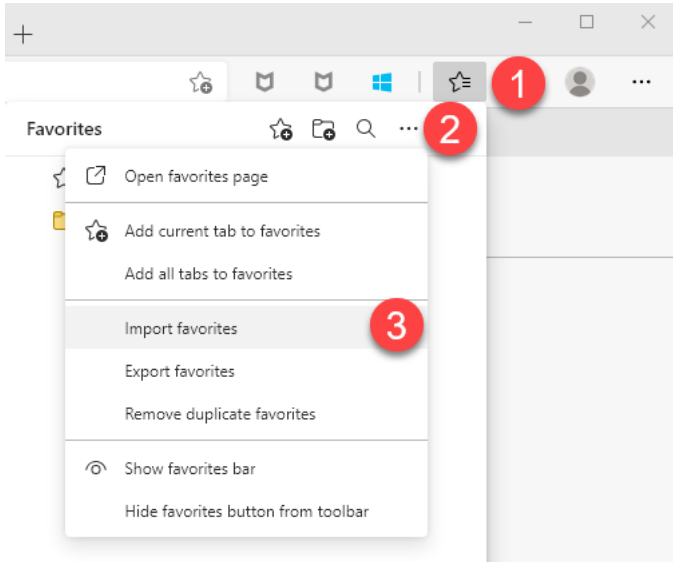 1
Favorites
2
Open favorites page
Add current tab to favorites
Add all tabs to favorites
Import favorites
3
Export favorites
Remove duplicate favorites
Show favorites bar
Hide favorites button from toolbar